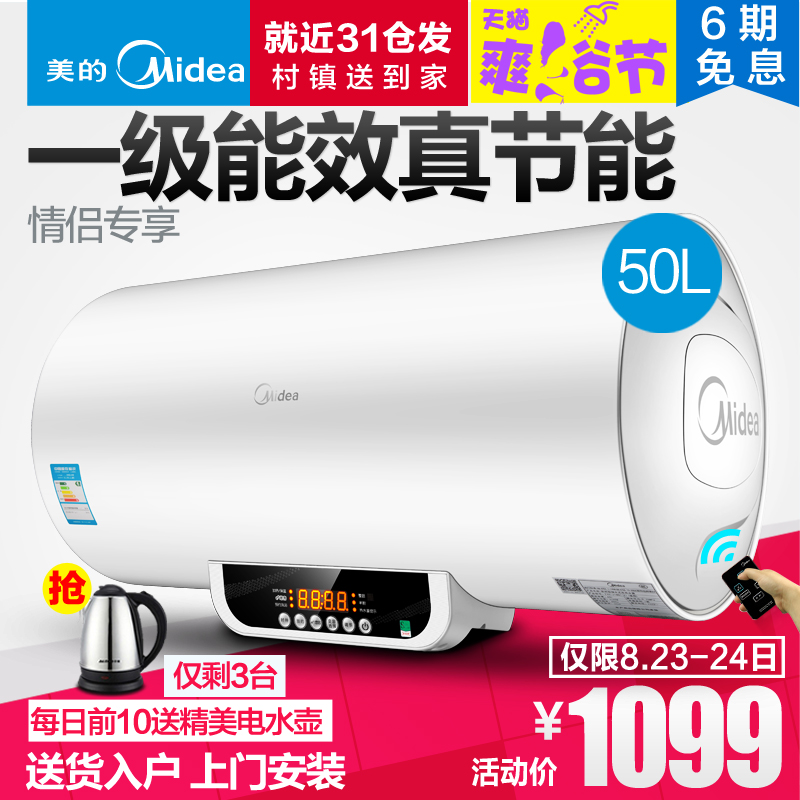 美的 Midea
就近31仓发
村镇送到家
天猫
爽浴节
6期
免息
一级能效真节能
情侣专享
50L
Midea
Midea
Midea
抢
仅剩3台
每日前10送精美电水壶
送货入户 上门安装
仅限8.23-24日
¥1099
活动价